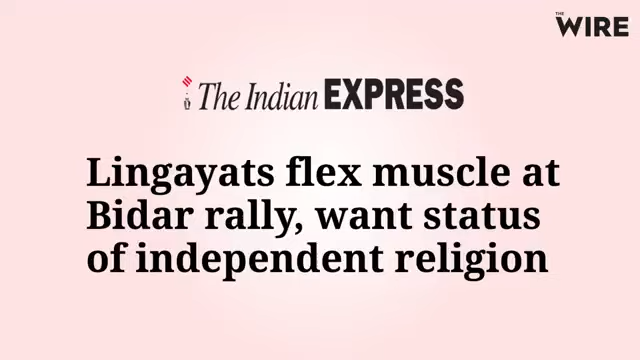 THE
WIRE
The Indian EXPRESS
Lingayats flex muscle at
Bidar rally, want status
of independent religion